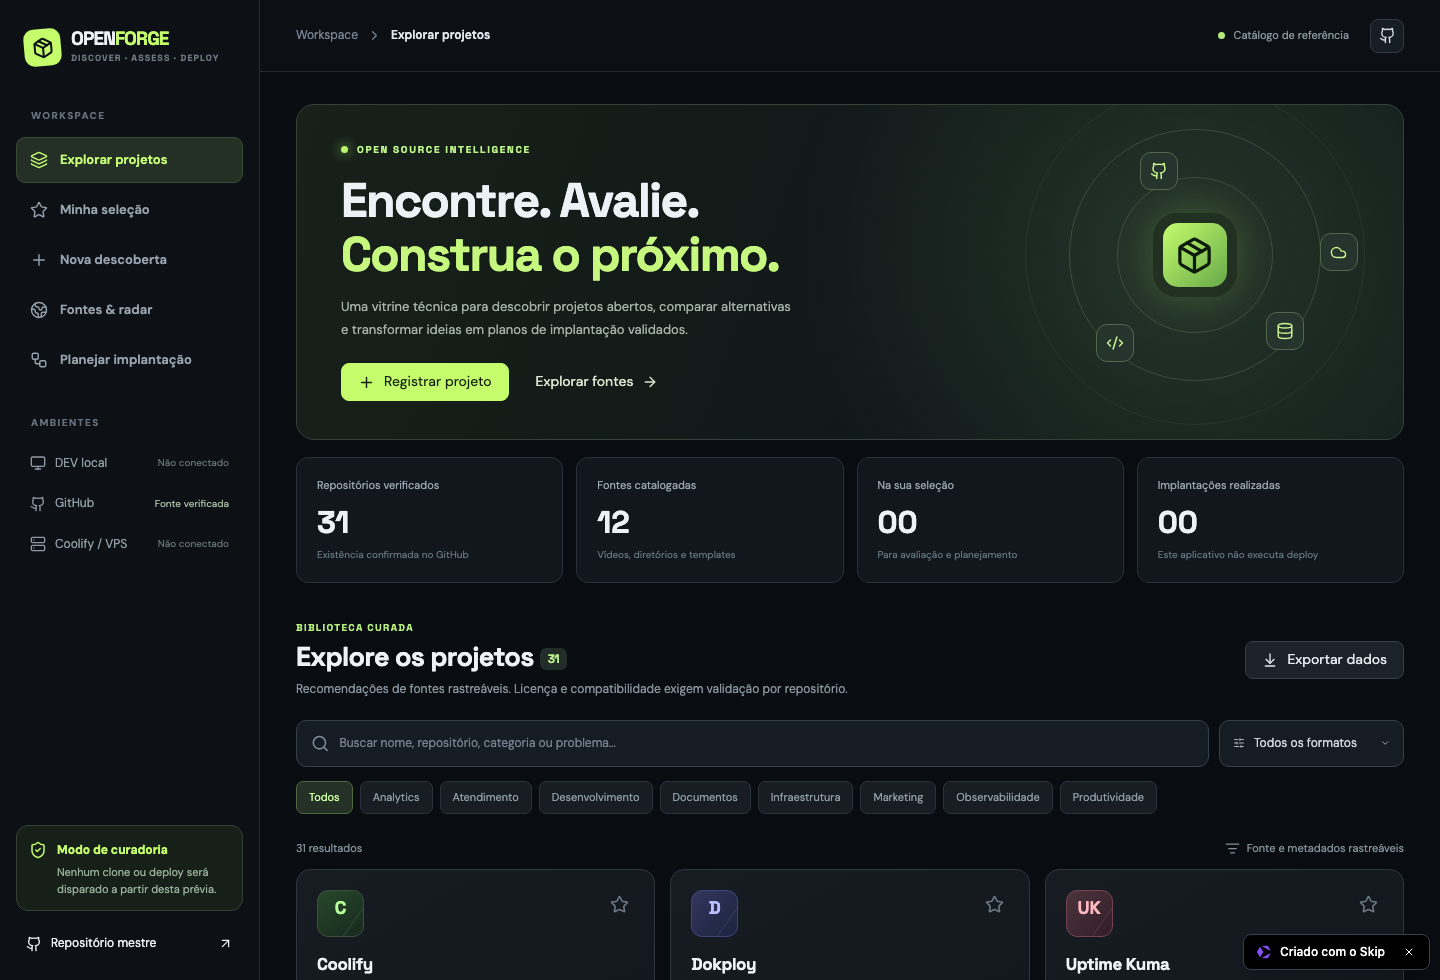 OPENFORGE
DISCOVER · ASSESS · DEPLOY
WORKSPACE
Explorar projetos
Minha seleção
Nova descoberta
Fontes & radar
Planejar implantação
AMBIENTES
DEV local
Não conectado
GitHub
Fonte verificada
Coolify / VPS
Não conectado
Modo de curadoria
Nenhum clone ou deploy será
disparado a partir desta prévia.
Repositório mestre
Workspace
Explorar projetos
Catálogo de referência
OPEN SOURCE INTELLIGENCE
Encontre. Avalie.
Construa o próximo.
Uma vitrine técnica para descobrir projetos abertos, comparar alternativas
e transformar ideias em planos de implantação validados.
Registrar projeto
Explorar fontes
Repositórios verificados
31
Existência confirmada no GitHub
Fontes catalogadas
12
Vídeos, diretórios e templates
Na sua seleção
00
Para avaliação e planejamento
Implantações realizadas
00
Este aplicativo não executa deploy
BIBLIOTECA CURADA
Explore os projetos 31
Recomendações de fontes rastreáveis. Licença e compatibilidade exigem validação por repositório.
Exportar dados
Buscar nome, repositório, categoria ou problema...
Todos os formatos
Todos
Analytics
Atendimento
Desenvolvimento
Documentos
Infraestrutura
Marketing
Observabilidade
Produtividade
31 resultados
Fonte e metadados rastreáveis
C
Coolify
D
Dokploy
UK
Uptime Kuma
Criado com o Skip